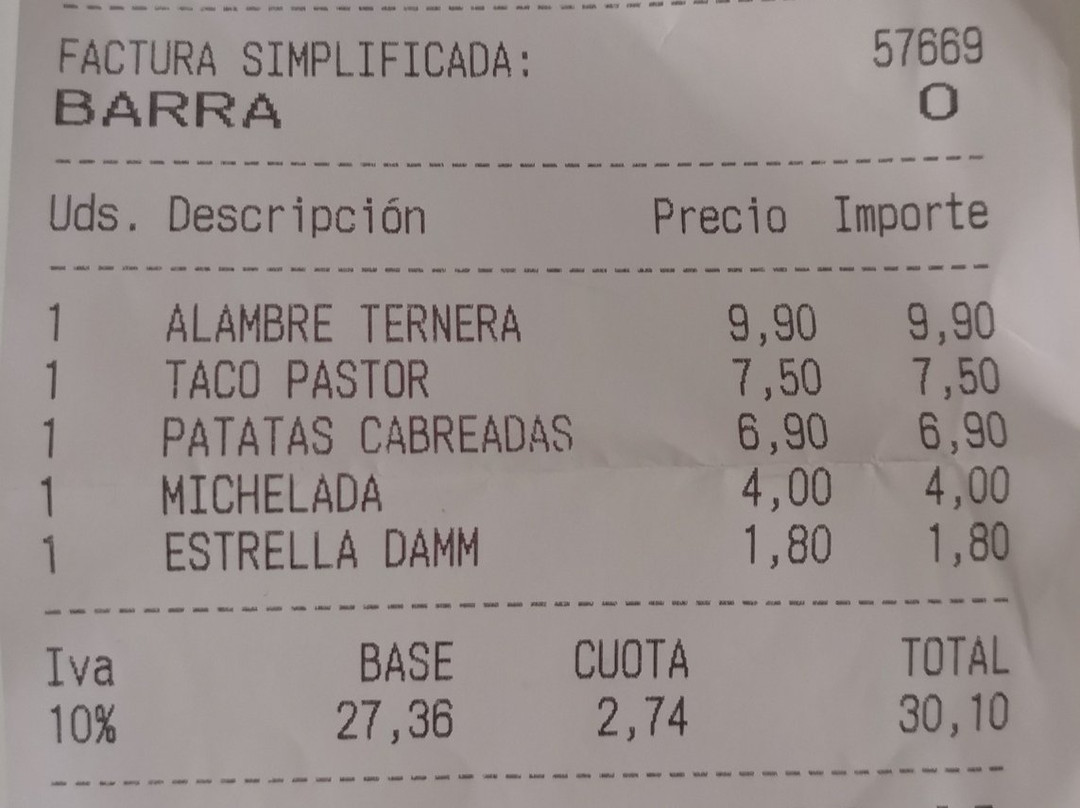 FACTURA SIMPLIFICADA: 57669
BARRA 0
Uds. Descripción Precio Importe
1 ALAMBRE TERNERA 9,90 9,90
1 TACO PASTOR 7,50 7,50
1 PATATAS CABREADAS 6,90 6,90
1 MICHELADA 4,00 4,00
1 ESTRELLA DAMM 1,80 1,80
Iva BASE CUOTA TOTAL
10% 27,36 2,74 30,10